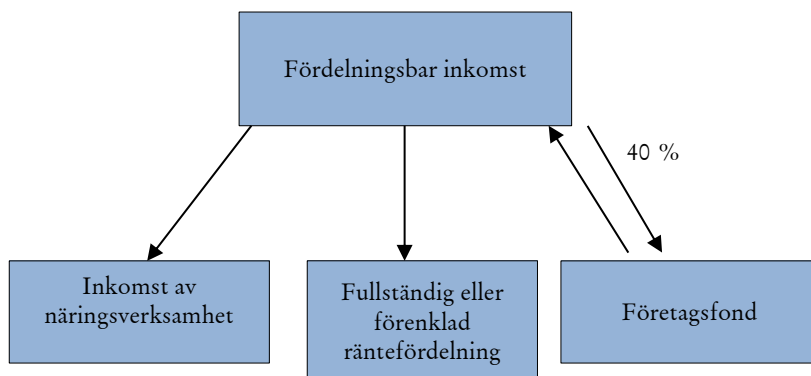 Fördelningsbar inkomst
40 %
Inkomst av
näringsverksamhet
Fullständig eller
förenklad
räntefördelning
Företagsfond